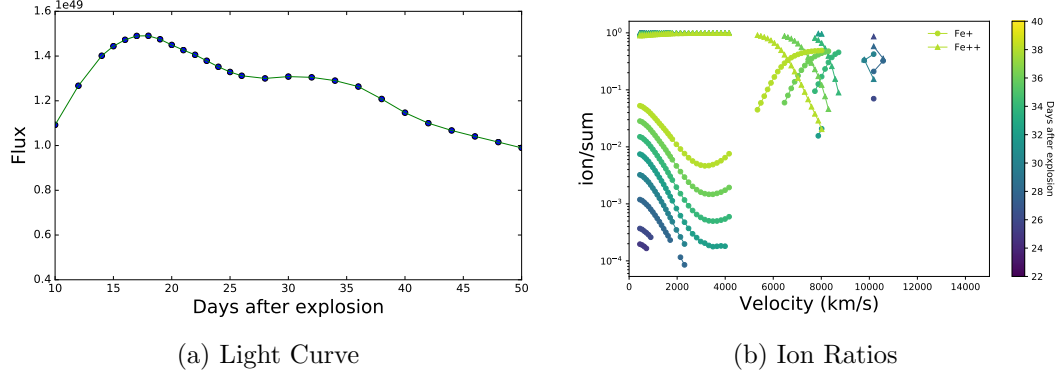 1e49
1.6
1.4
1.2
1.0
0.8
0.6
0.4
Flux
10 15 20 25 30 35 40 45 50
Days after explosion
(a) Light Curve
10⁰
10⁻¹
10⁻²
10⁻³
10⁻⁴
ion/sum
Fe+
Fe++
0 2000 4000 6000 8000 10000 12000 14000
Velocity (km/s)
40
38
36
34
32
30
28
26
24
22
Days after explosion
(b) Ion Ratios